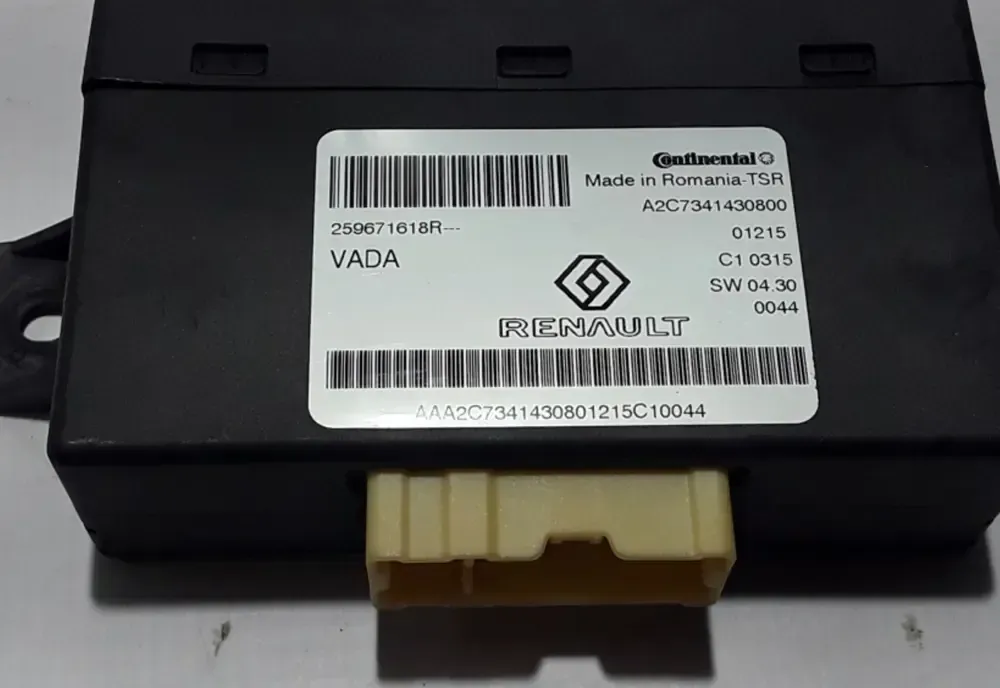 Continental
Made in Romania-TSR
A2C7341430800
259671618R---
01215
VADA
C1 0315
SW 04.30
0044
RENAULT
AAA2C7341430801215C10044